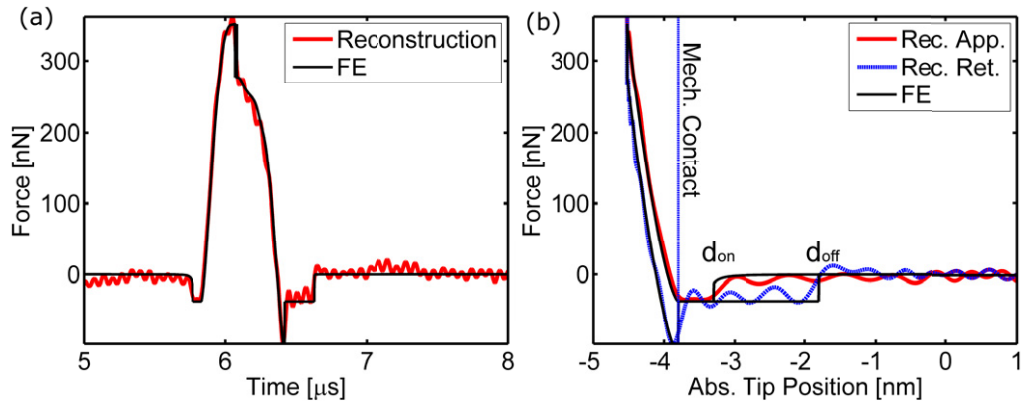 (a)
Reconstruction
FE
Force [nN]
300
200
100
0
5
6
7
8
Time [μs]
(b)
Rec. App.
Rec. Ret.
FE
Mech. Contact
Force [nN]
300
200
100
0
don
doff
-5
-4
-3
-2
-1
0
1
Abs. Tip Position [nm]